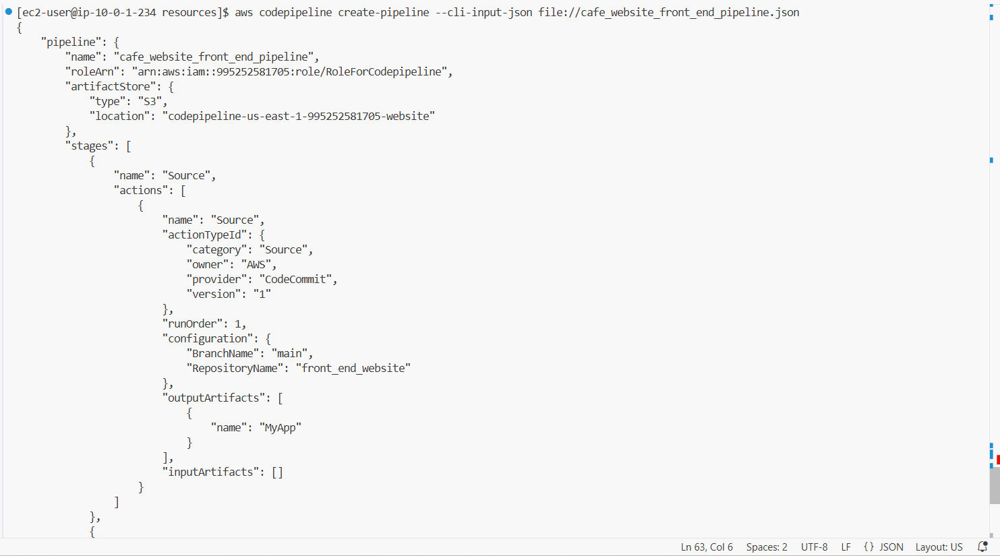 [ec2-user@ip-10-0-1-234 resources]$ aws codepipeline create-pipeline --cli-input-json file://cafe_website_front_end_pipeline.json
{
    "pipeline": {
        "name": "cafe_website_front_end_pipeline",
        "roleArn": "arn:aws:iam::995252581705:role/RoleForCodepipeline",
        "artifactStore": {
            "type": "S3",
            "location": "codepipeline-us-east-1-995252581705-website"
        },
        "stages": [
            {
                "name": "Source",
                "actions": [
                    {
                        "name": "Source",
                        "actionTypeId": {
                            "category": "Source",
                            "owner": "AWS",
                            "provider": "CodeCommit",
                            "version": "1"
                        },
                        "runOrder": 1,
                        "configuration": {
                            "BranchName": "main",
                            "RepositoryName": "front_end_website"
                        },
                        "outputArtifacts": [
                            {
                                "name": "MyApp"
                            }
                        ],
                        "inputArtifacts": []
                    }
                ]
            },
            {
Ln 63, Col 6 Spaces: 2 UTF-8 LF {} JSON Layout: US